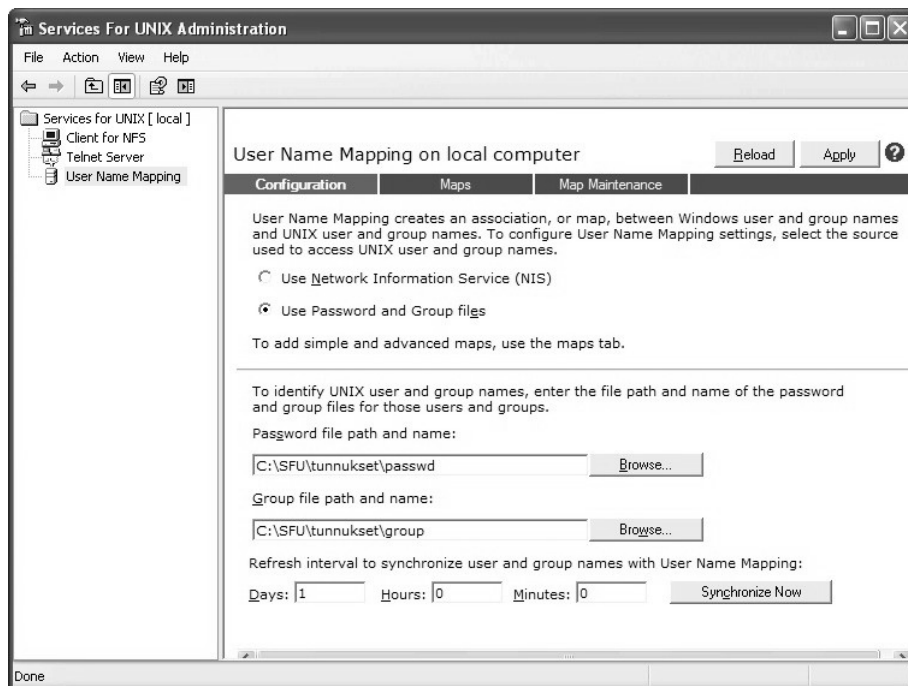 Services For UNIX Administration
File Action View Help
Services for UNIX [ local ]
Client for NFS
Telnet Server
User Name Mapping
User Name Mapping on local computer
Reload
Apply
Configuration
Maps
Map Maintenance
User Name Mapping creates an association, or map, between Windows user and group names
and UNIX user and group names. To configure User Name Mapping settings, select the source
used to access UNIX user and group names.
Use Network Information Service (NIS)
Use Password and Group files
To add simple and advanced maps, use the maps tab.
To identify UNIX user and group names, enter the file path and name of the password
and group files for those users and groups.
Password file path and name:
C:\SFU\tunnukset\passwd
Browse...
Group file path and name:
C:\SFU\tunnukset\group
Browse...
Refresh interval to synchronize user and group names with User Name Mapping:
Days: 1 Hours: 0 Minutes: 0 Synchronize Now
Done